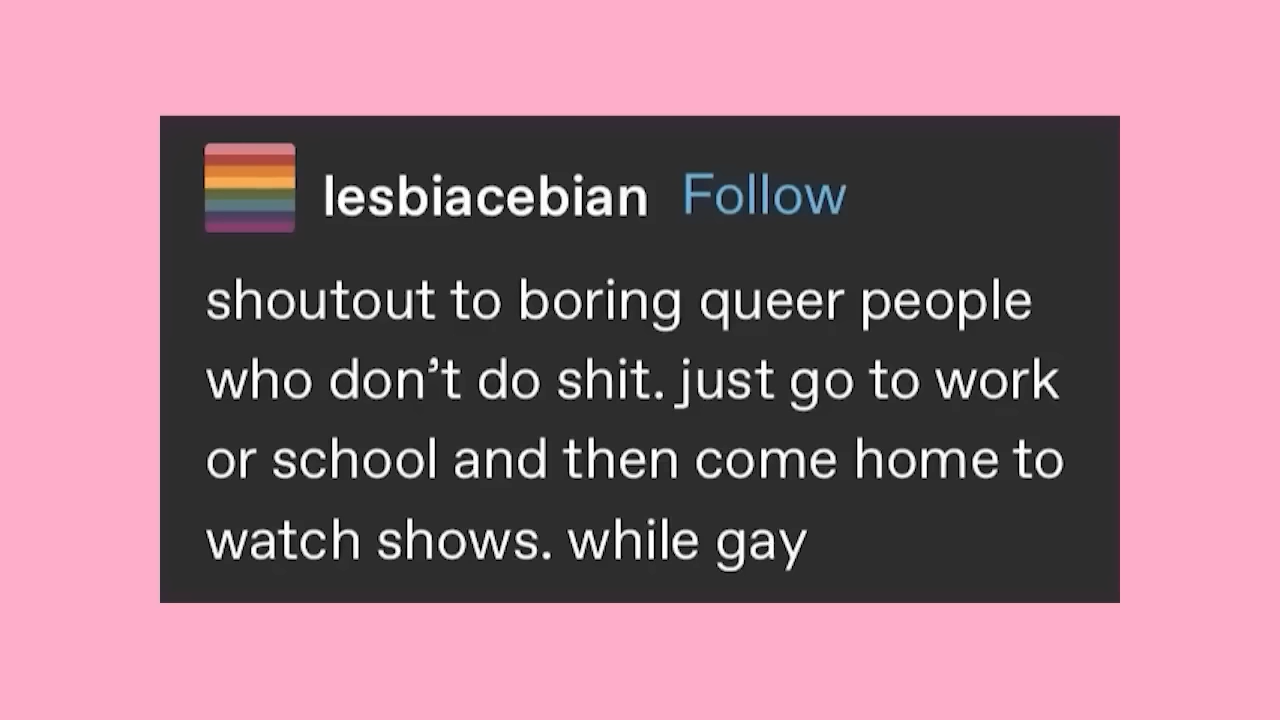 lesbiacebian Follow
shoutout to boring queer people
who don’t do shit. just go to work
or school and then come home to
watch shows. while gay